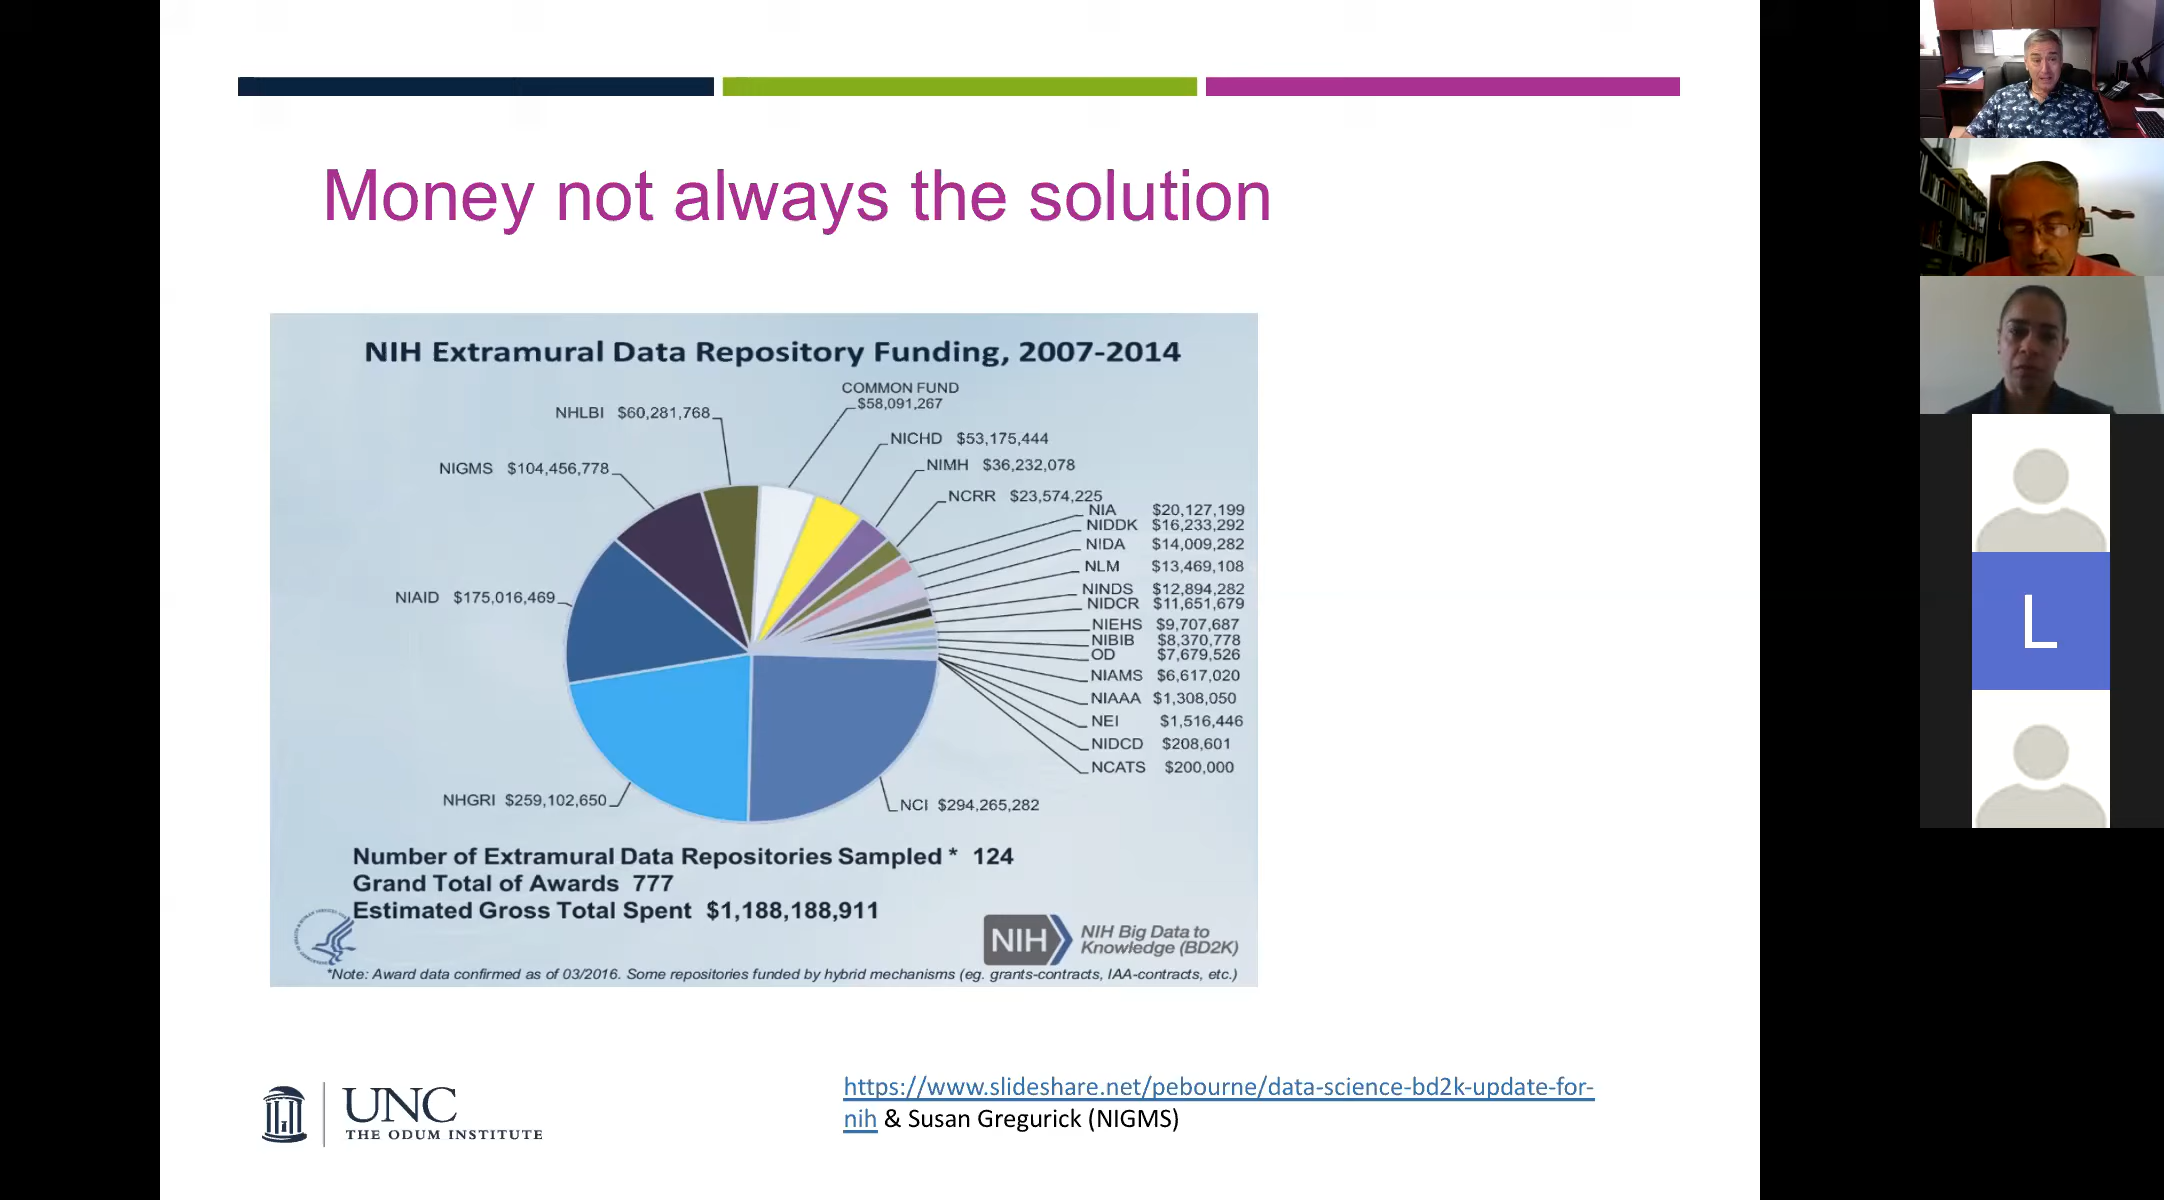 Money not always the solution
NIH Extramural Data Repository Funding, 2007-2014
COMMON FUND
$58,091,267
NHLBI $60,281,768
NICHD $53,175,444
NIGMS $104,456,778
NIMH $36,232,078
NCRR $23,574,225
NIA $20,127,199
NIDDK $16,233,292
NIDA $14,009,282
NLM $13,469,108
NINDS $12,894,282
NIAID $175,016,469
NIDCR $11,651,679
NIEHS $9,707,687
NIBIB $8,370,778
OD $7,679,526
NIAMS $6,617,020
NIAAA $1,308,050
NEI $1,516,446
NIDCD $208,601
NCATS $200,000
NHGRI $259,102,650
NCI $294,265,282
Number of Extramural Data Repositories Sampled * 124
Grand Total of Awards 777
Estimated Gross Total Spent $1,188,188,911
NIH
NIH Big Data to
Knowledge (BD2K)
*Note: Award data confirmed as of 03/2016. Some repositories funded by hybrid mechanisms (eg. grants-contracts, IAA-contracts, etc.)
UNC
THE ODUM INSTITUTE
https://www.slideshare.net/pebourne/data-science-bd2k-update-for-
nih & Susan Gregurick (NIGMS)
L